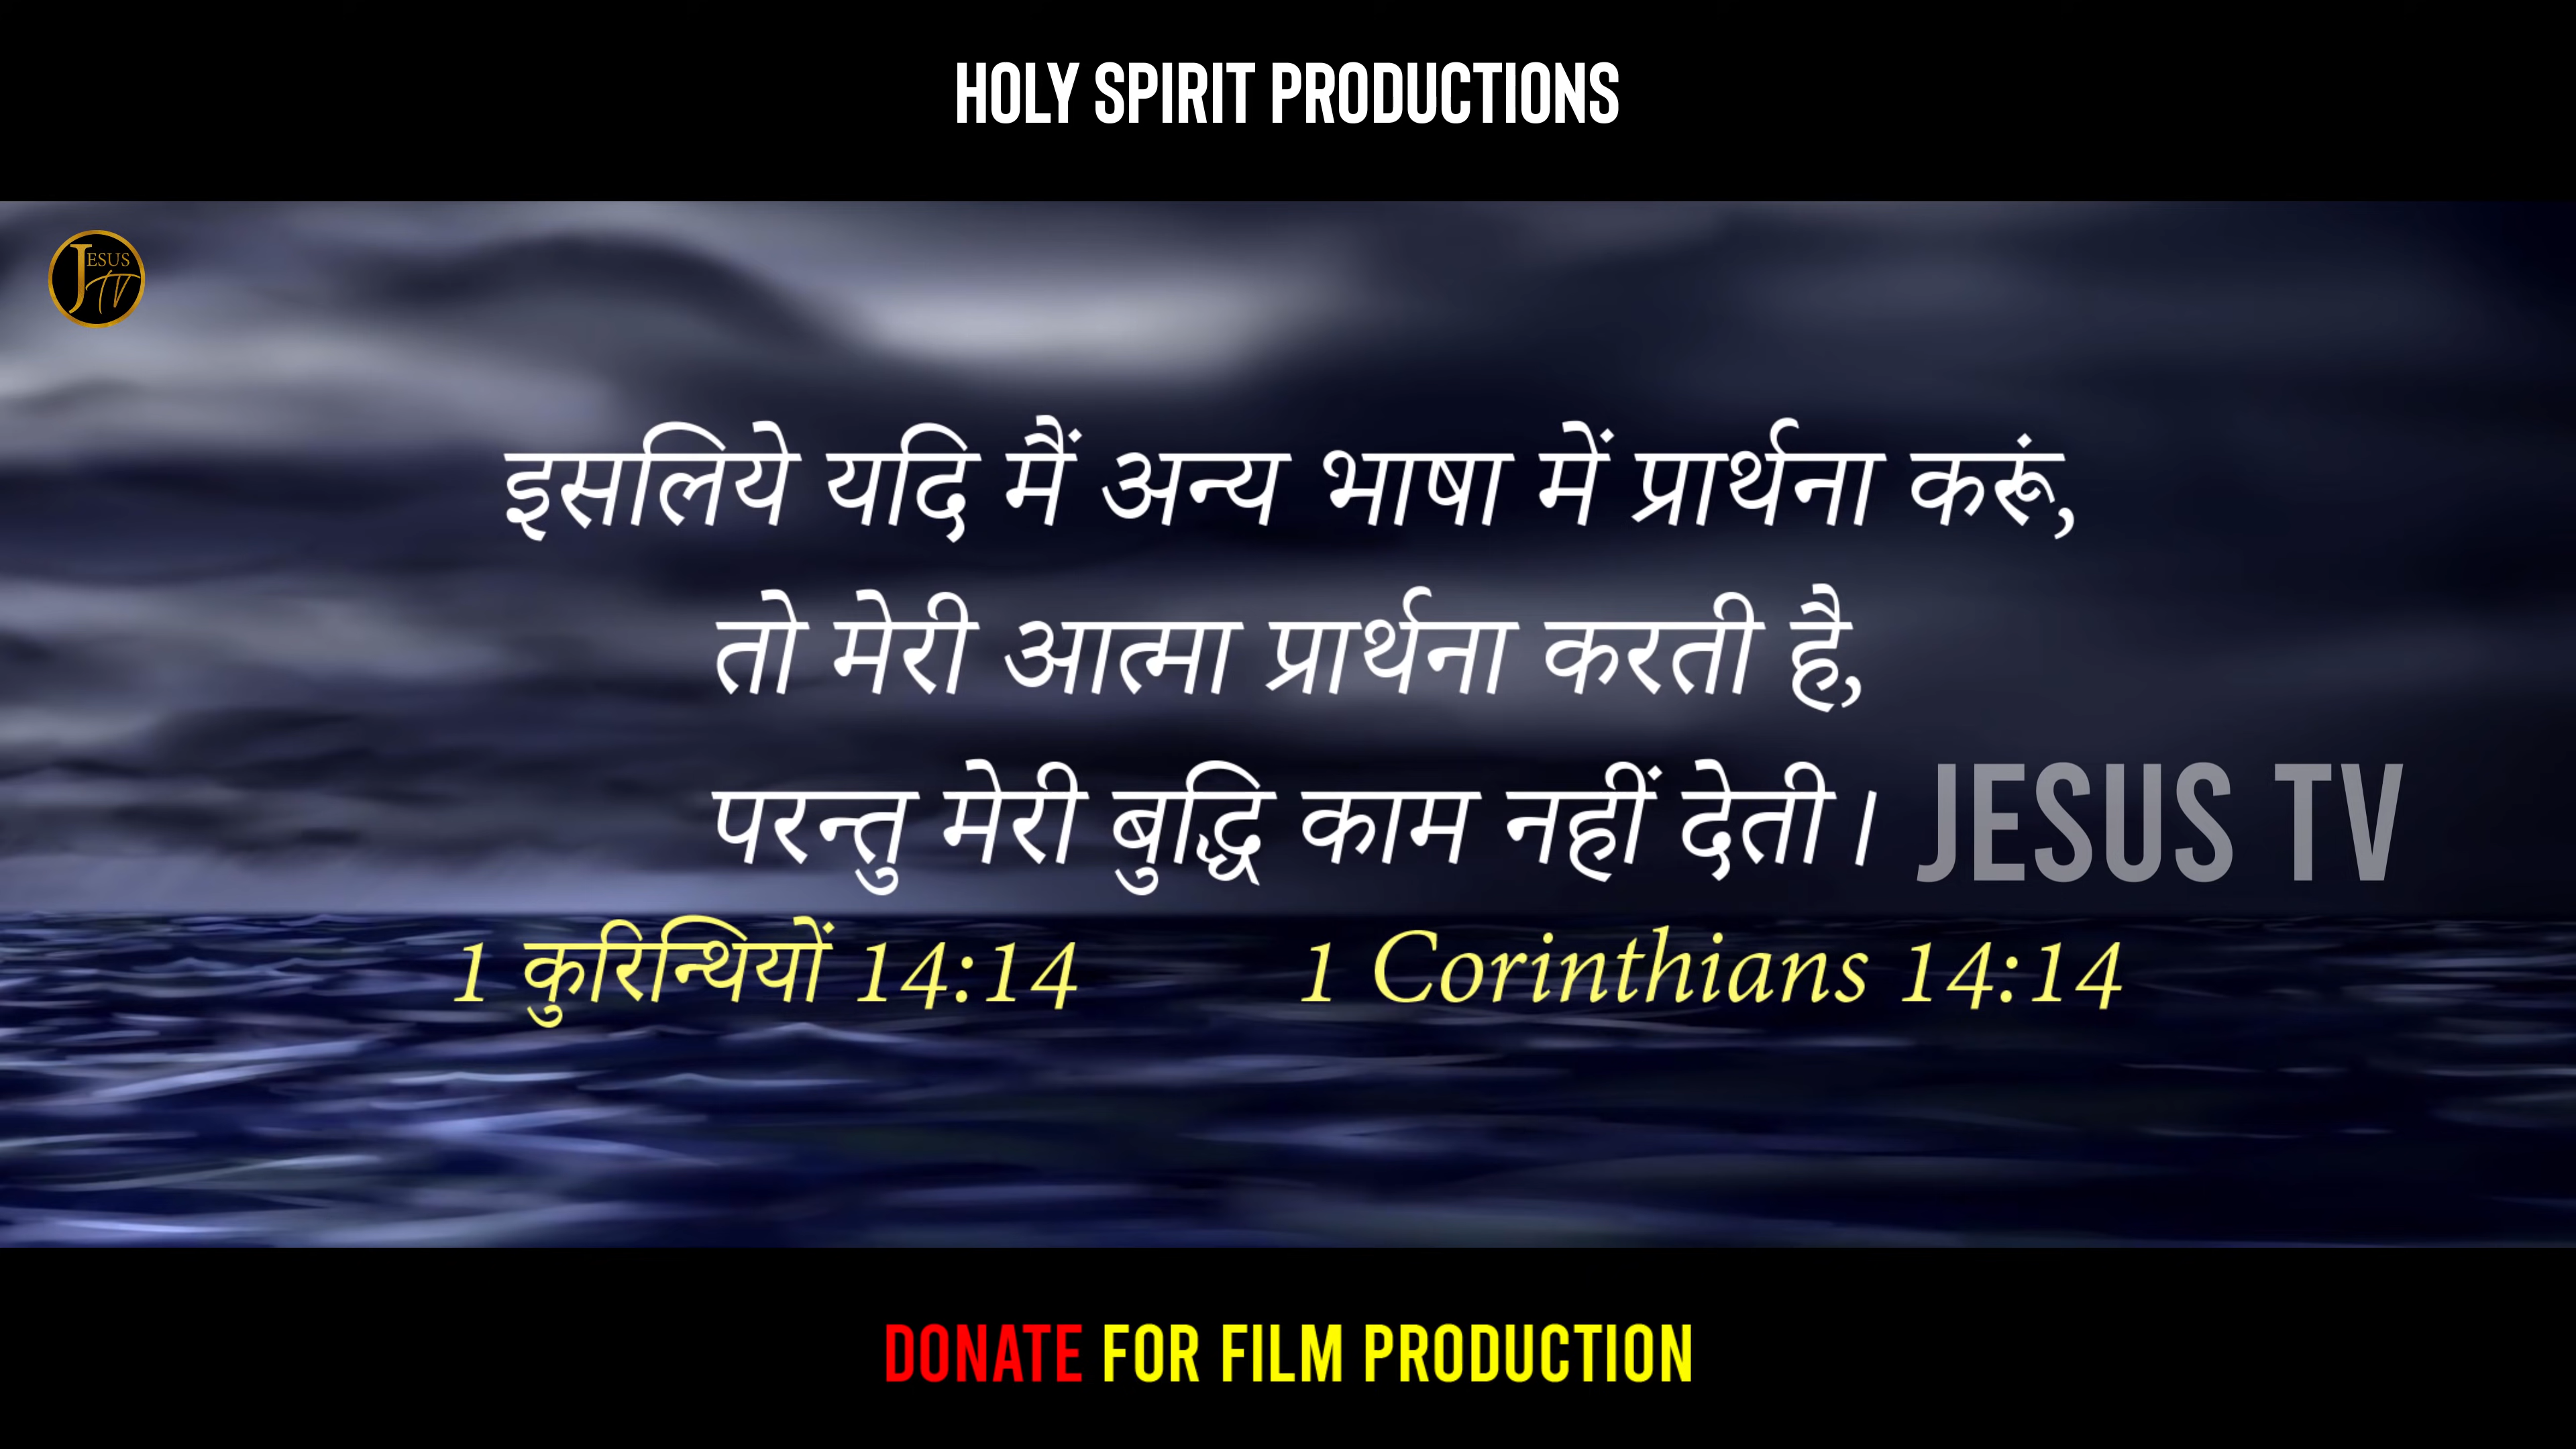 HOLY SPIRIT PRODUCTIONS
JESUS TV
इसलिये यदि मैं अन्य भाषा में प्रार्थना करूं,
तो मेरी आत्मा प्रार्थना करती है,
परन्तु मेरी बुद्धि काम नहीं देती।
JESUS TV
1 कुरिन्थियों 14:14 1 Corinthians 14:14
DONATE FOR FILM PRODUCTION